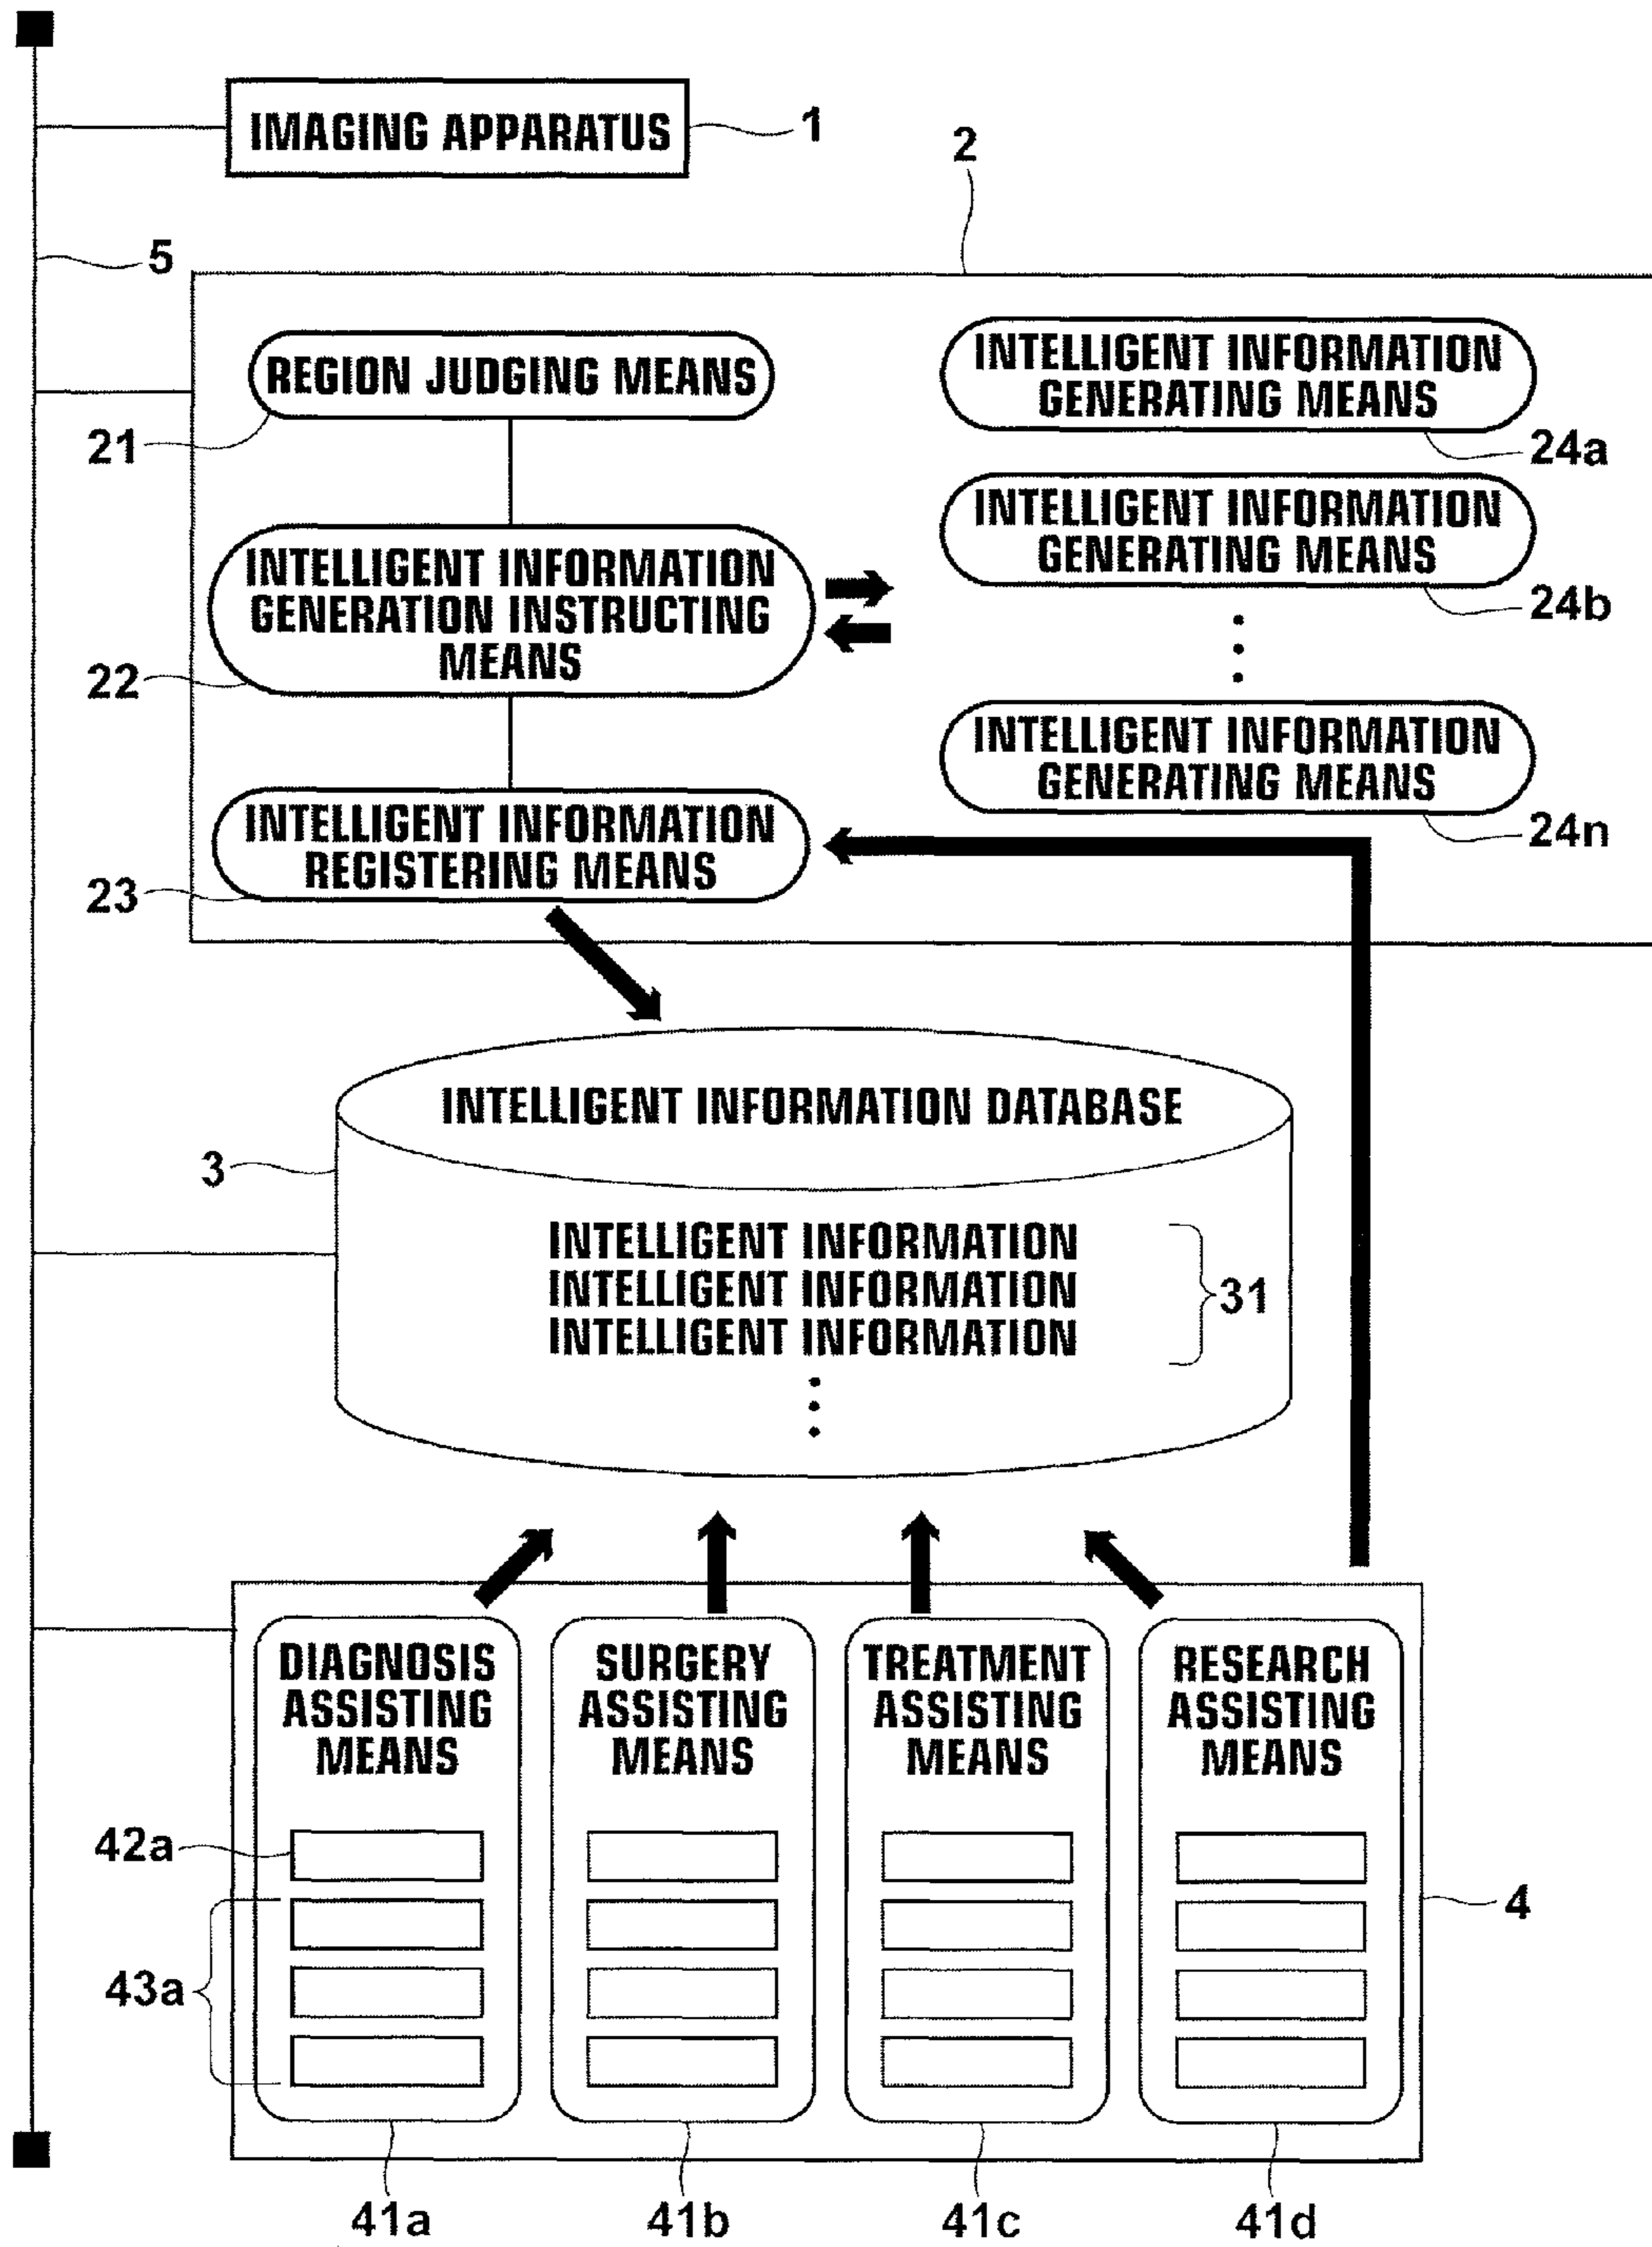 IMAGING APPARATUS
1
2
5
REGION JUDGING MEANS
21
INTELLIGENT INFORMATION
GENERATING MEANS
24a
INTELLIGENT INFORMATION
GENERATING MEANS
24b
INTELLIGENT INFORMATION
GENERATION INSTRUCTING
MEANS
22
INTELLIGENT INFORMATION
GENERATING MEANS
24n
INTELLIGENT INFORMATION
REGISTERING MEANS
23
INTELLIGENT INFORMATION DATABASE
3
INTELLIGENT INFORMATION
INTELLIGENT INFORMATION
INTELLIGENT INFORMATION
31
DIAGNOSIS
ASSISTING
MEANS
SURGERY
ASSISTING
MEANS
TREATMENT
ASSISTING
MEANS
RESEARCH
ASSISTING
MEANS
42a
43a
4
41a
41b
41c
41d